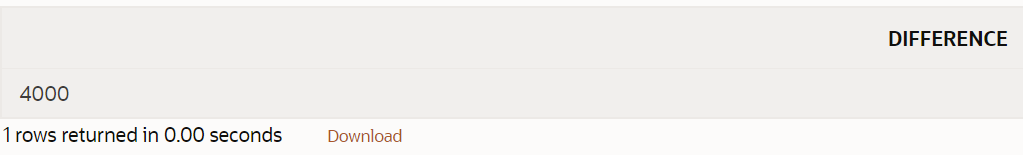 DIFFERENCE
4000
1 rows returned in 0.00 seconds Download